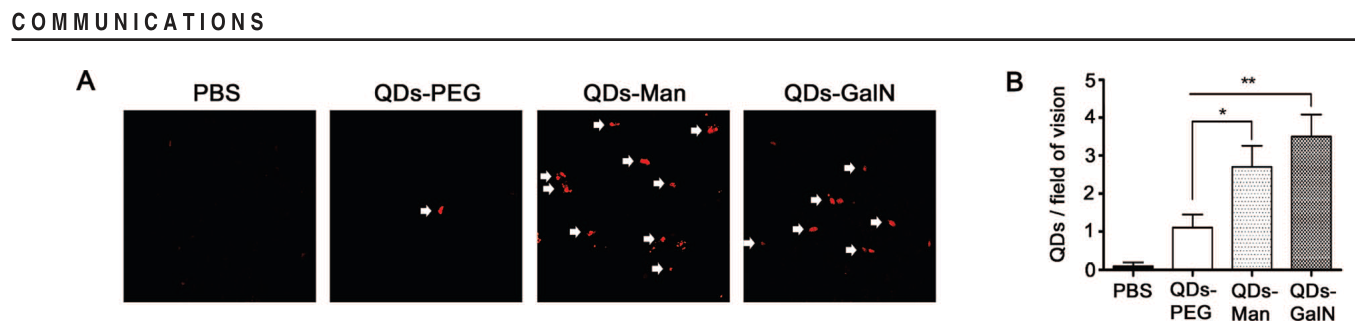 COMMUNICATIONS
A
PBS
QDs-PEG
QDs-Man
QDs-GalN
B
QDs / field of vision
5
4
3
2
1
0
**
*
PBS
QDs-
PEG
QDs-
Man
QDs-
GalN